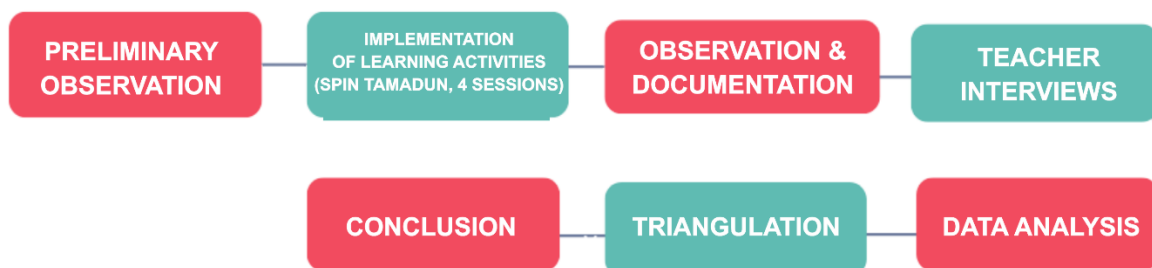 PRELIMINARY
OBSERVATION
IMPLEMENTATION
OF LEARNING ACTIVITIES
(SPIN TAMADUN, 4 SESSIONS)
OBSERVATION &
DOCUMENTATION
TEACHER
INTERVIEWS
CONCLUSION
TRIANGULATION
DATA ANALYSIS